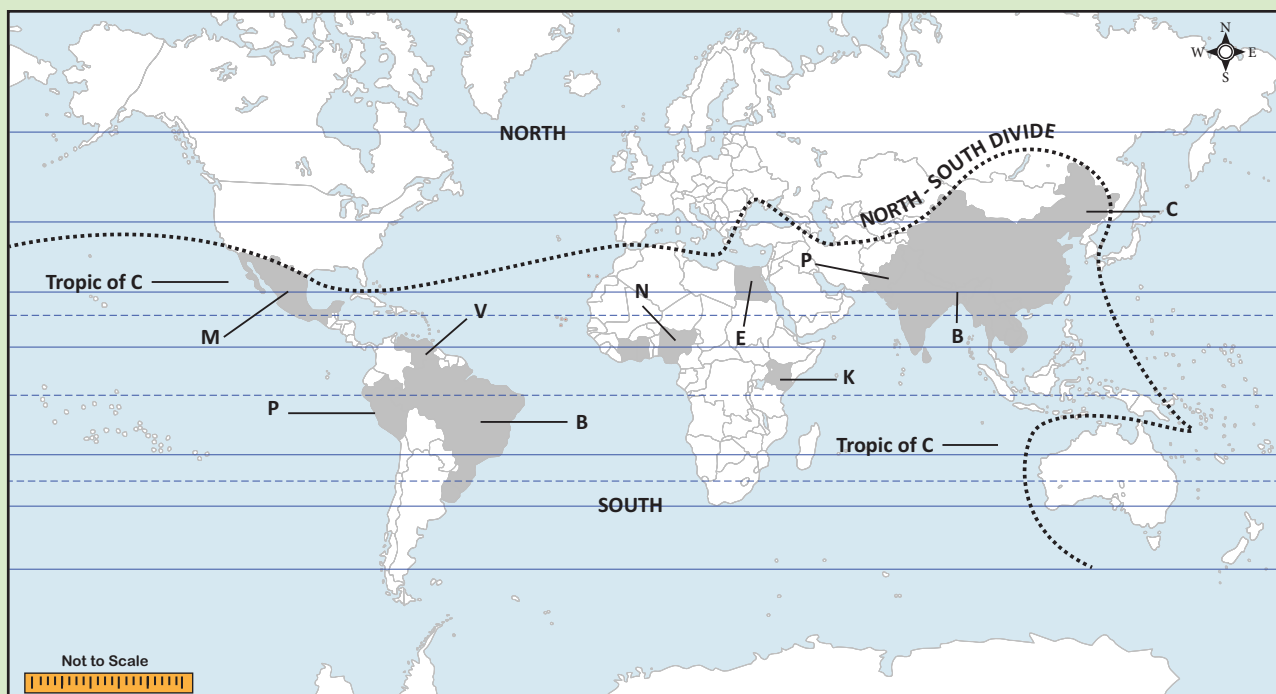 N
W E
S
NORTH
NORTH - SOUTH DIVIDE
C
P
Tropic of C
N
V
M
E
B
K
P
B
Tropic of C
SOUTH
Not to Scale